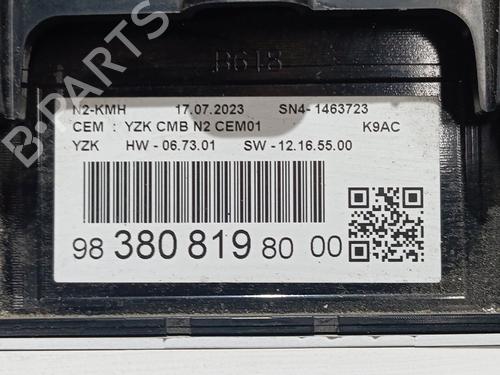 B618
N2-KMH 17.07.2023 SN4- 1463723
CEM : YZK CMB N2 CEM01 K9AC
YZK HW - 06.73.01 SW - 12.16.55.00
98 380 819 80 00
B-Parts